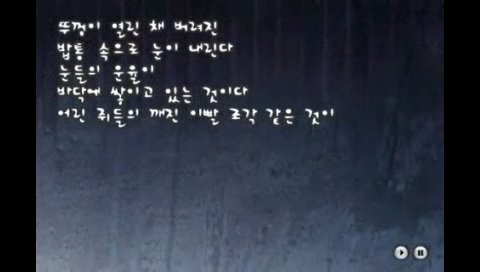 뚜껑이 열린 채 버려진
밥통 속으로 눈이 내린다
눈들의 운율이
바닥에 쌓이고 있는 것이다
어린 쥐들의 깨진 이빨 조각 같은 것이